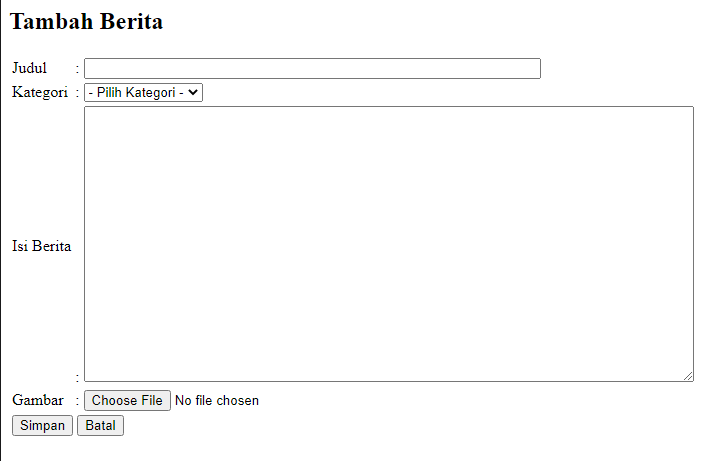 Tambah Berita
Judul :
Kategori : - Pilih Kategori -
Isi Berita :
Gambar : Choose File No file chosen
Simpan Batal